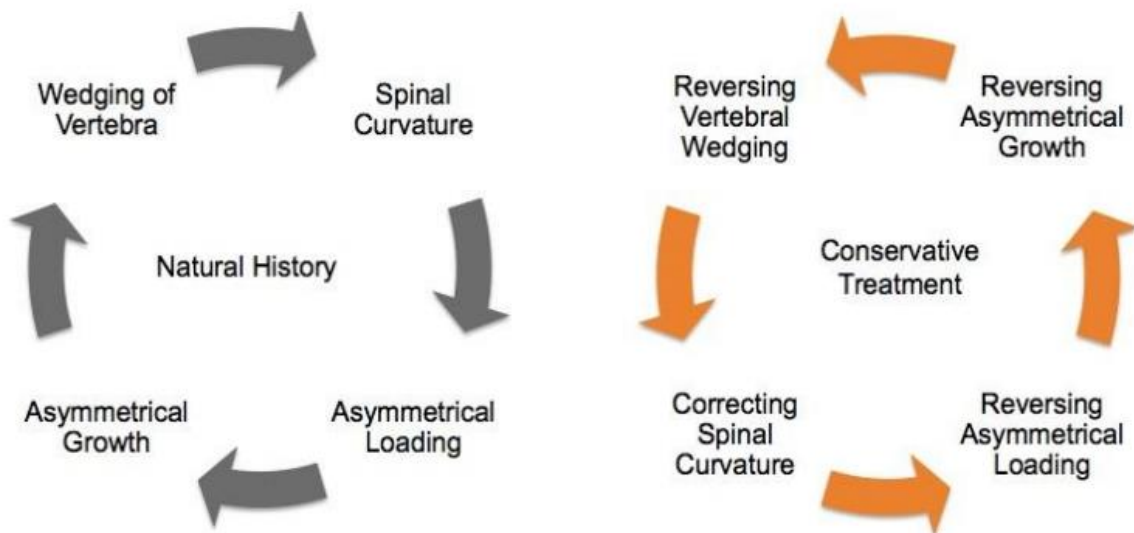 Wedging of
Vertebra
Spinal
Curvature
Natural History
Asymmetrical
Growth
Asymmetrical
Loading
Reversing
Vertebral
Wedging
Reversing
Asymmetrical
Growth
Conservative
Treatment
Correcting
Spinal
Curvature
Reversing
Asymmetrical
Loading